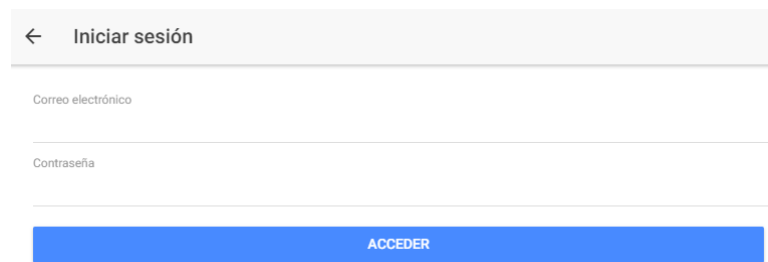 Iniciar sesión
Correo electrónico
Contraseña
ACCEDER